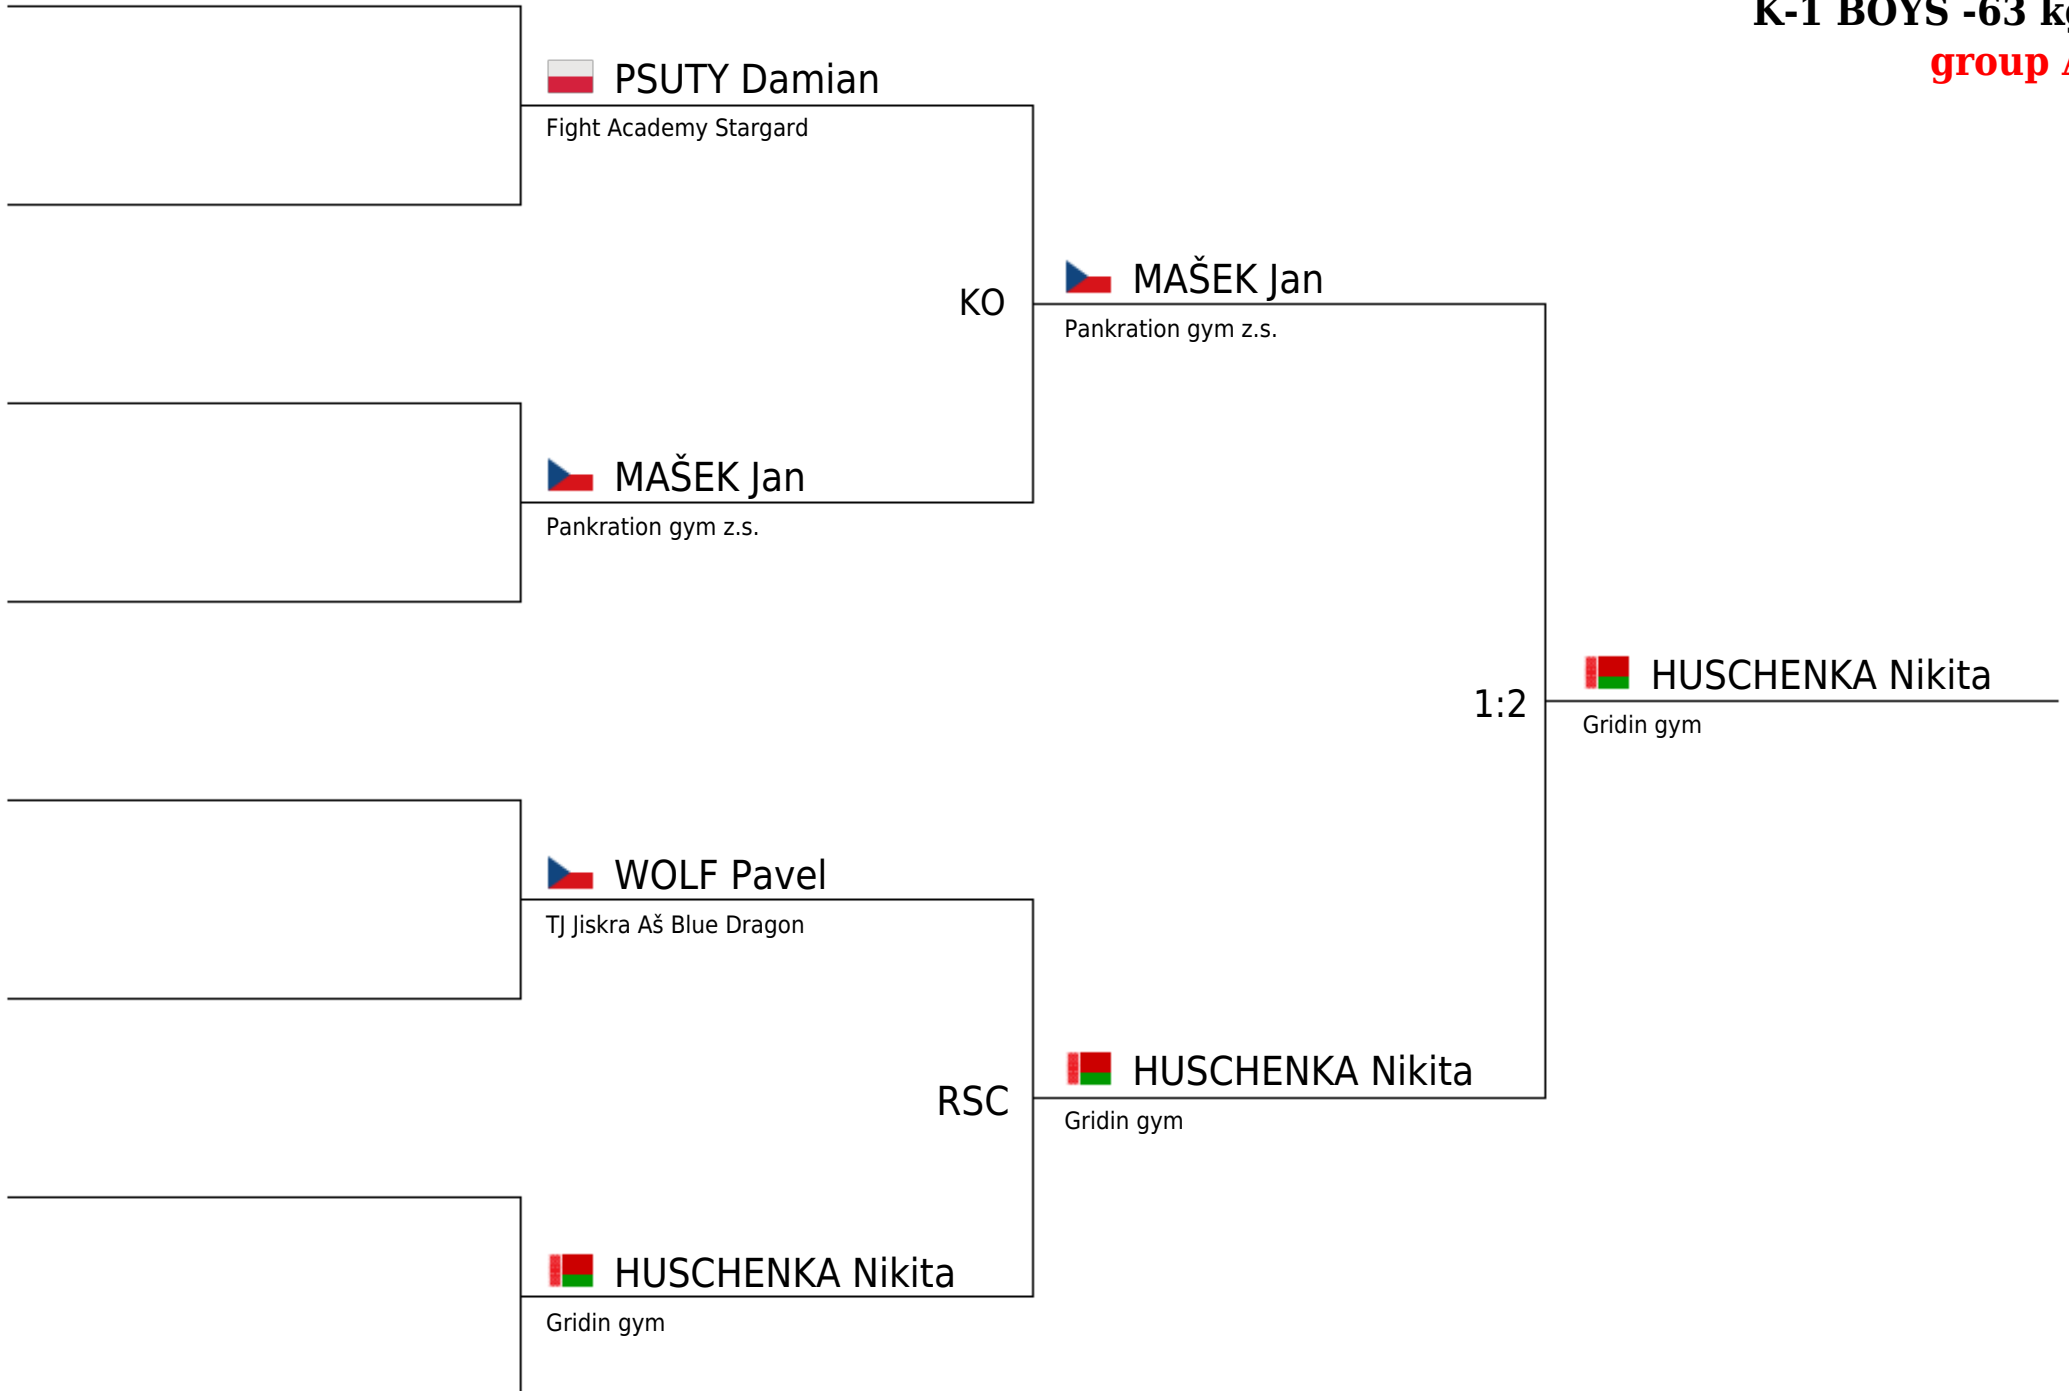 K-1 BOYS -63 kg
group A
PSUTY Damian
Fight Academy Stargard
KO
MAŠEK Jan
Pankration gym z.s.
MAŠEK Jan
Pankration gym z.s.
1:2
HUSCHENKA Nikita
Gridin gym
WOLF Pavel
TJ Jiskra Aš Blue Dragon
RSC
HUSCHENKA Nikita
Gridin gym
HUSCHENKA Nikita
Gridin gym